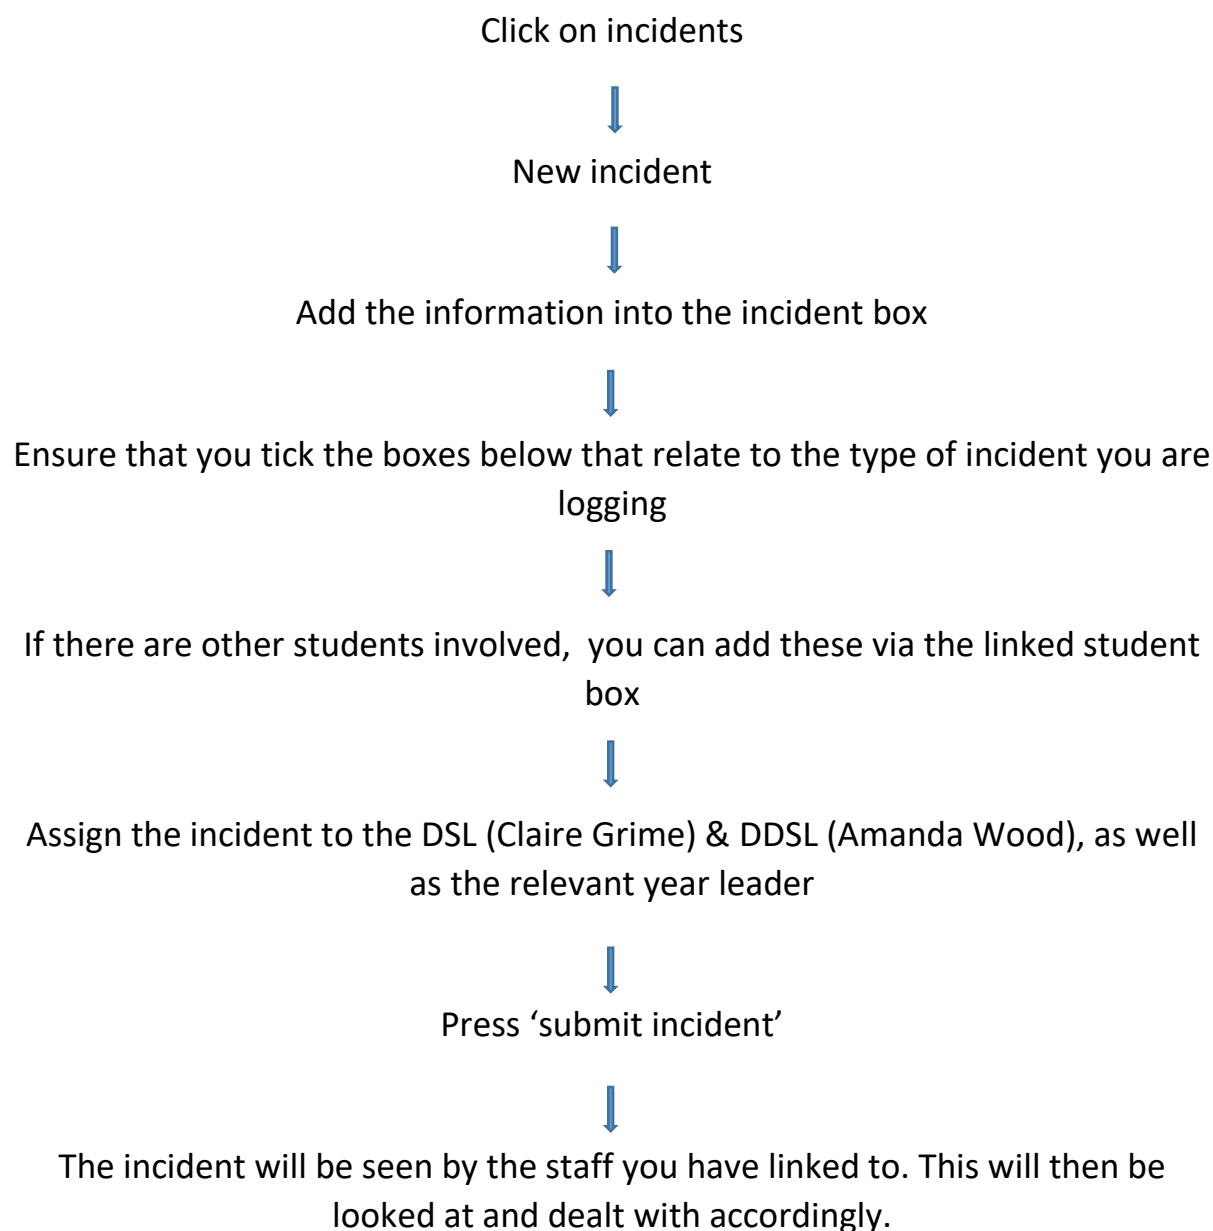 Click on incidents
New incident
Add the information into the incident box
Ensure that you tick the boxes below that relate to the type of incident you are
logging
If there are other students involved,  you can add these via the linked student
box
Assign the incident to the DSL (Claire Grime) & DDSL (Amanda Wood), as well
as the relevant year leader
Press ‘submit incident’
The incident will be seen by the staff you have linked to. This will then be
looked at and dealt with accordingly.